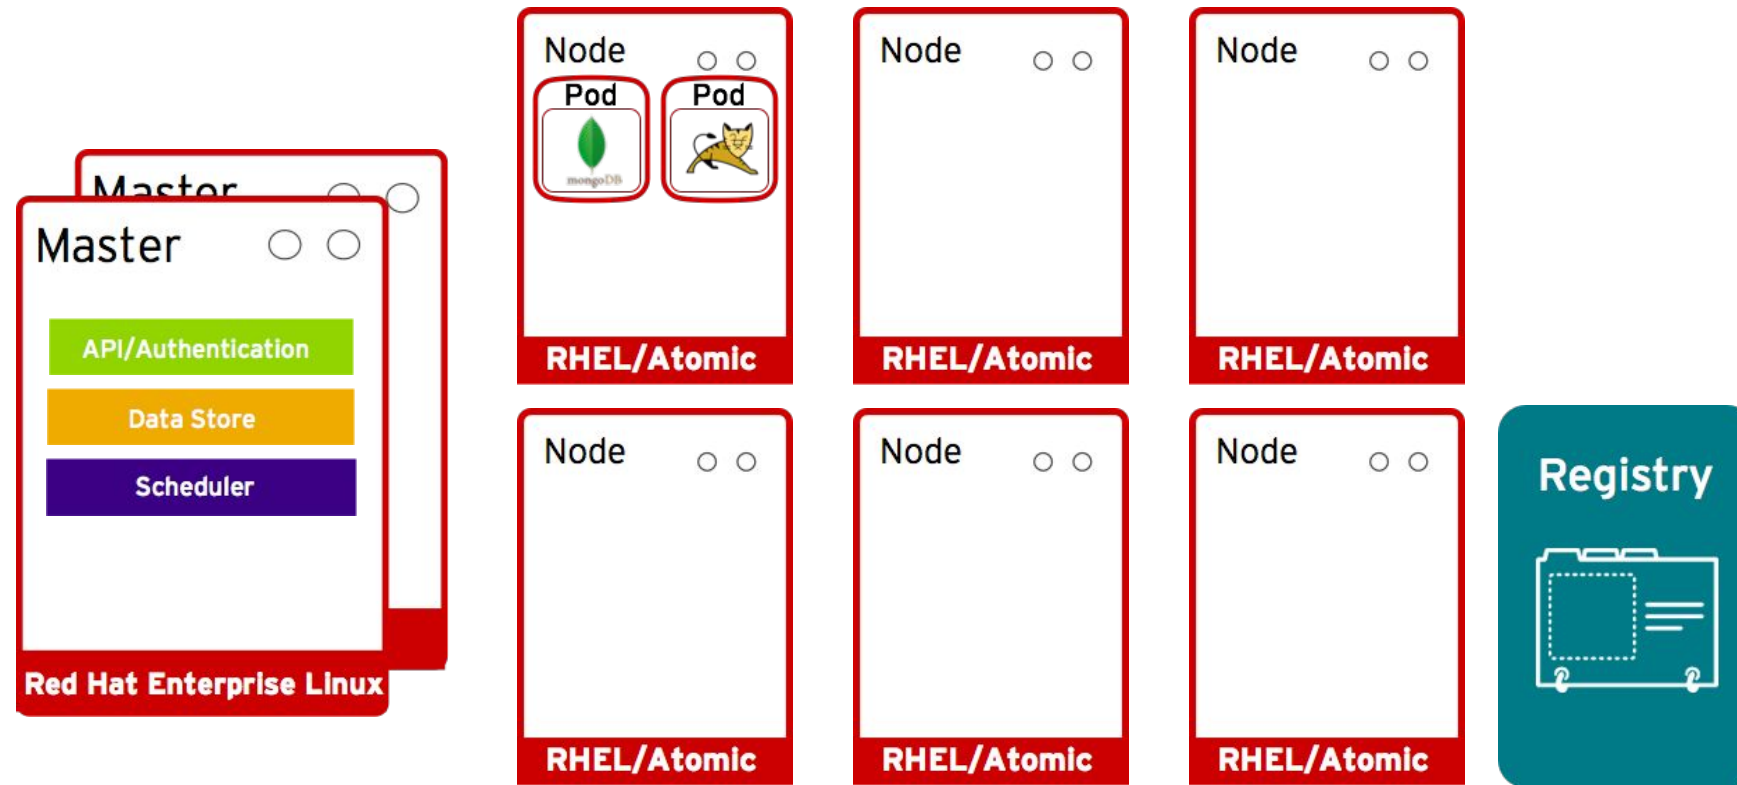 Master
Master
API/Authentication
Data Store
Scheduler
Red Hat Enterprise Linux
Node
Pod
mongoDB
Pod
RHEL/Atomic
Node
RHEL/Atomic
Node
RHEL/Atomic
Node
RHEL/Atomic
Node
RHEL/Atomic
Node
RHEL/Atomic
Registry